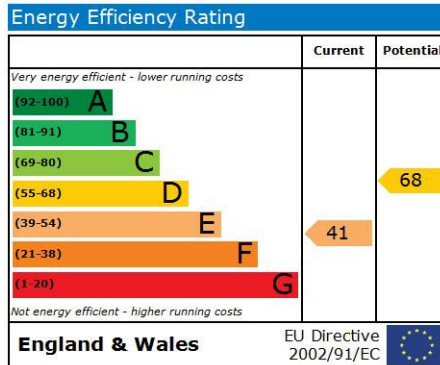 Energy Efficiency Rating
Current Potential
Very energy efficient - lower running costs
(92-100) A
(81-91) B
(69-80) C
(55-68) D
(39-54) E
(21-38) F
(1-20) G
68
41
Not energy efficient - higher running costs
England & Wales
EU Directive
2002/91/EC